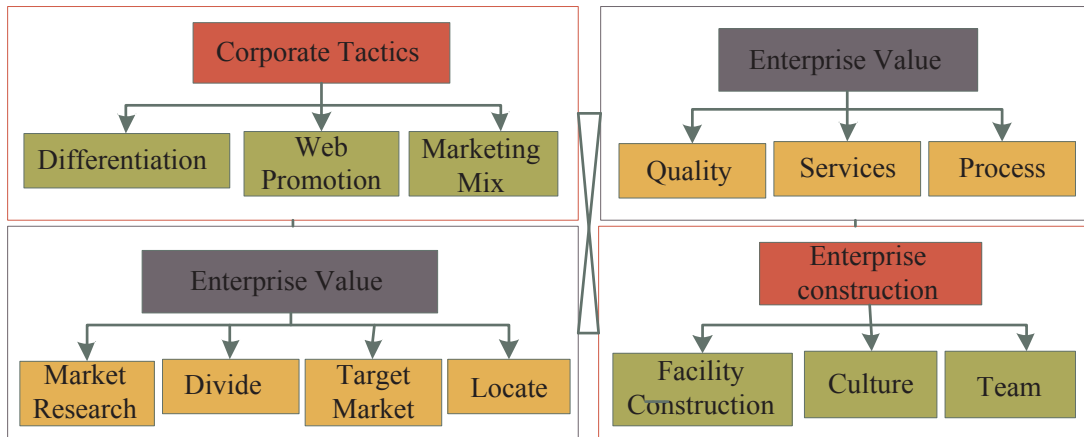 Corporate Tactics
Differentiation
Web
Promotion
Marketing
Mix
Enterprise Value
Quality
Services
Process
Enterprise Value
Market
Research
Divide
Target
Market
Locate
Enterprise
construction
Facility
Construction
Culture
Team